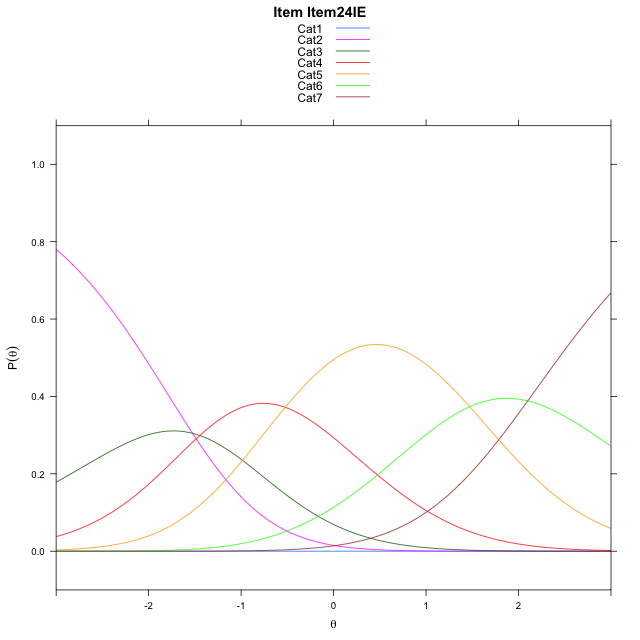 Item Item24IE
Cat1
Cat2
Cat3
Cat4
Cat5
Cat6
Cat7
1.0
0.8
0.6
0.4
0.2
0.0
P(θ)
-2 -1 0 1 2
θ